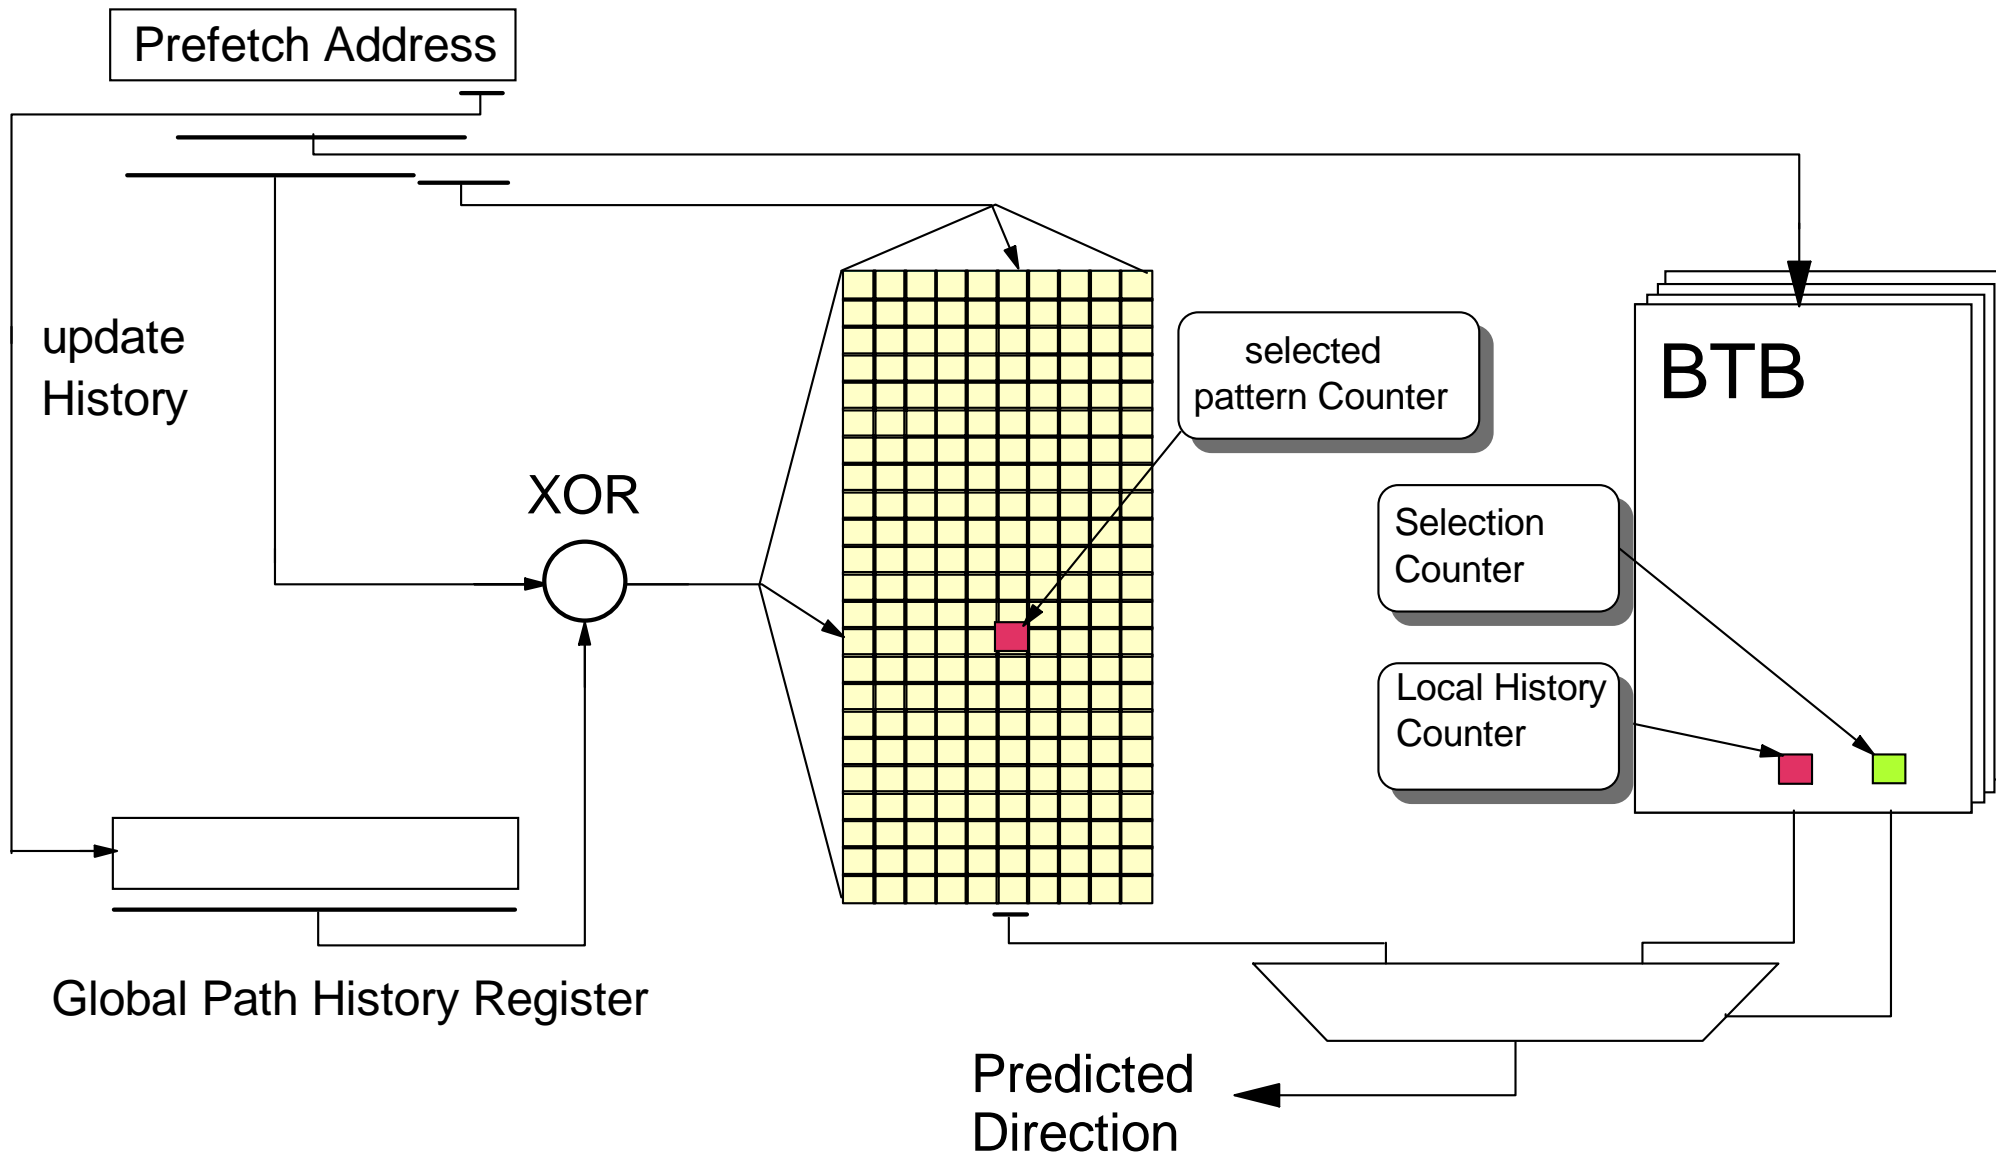 Prefetch Address
update
History
selected
pattern Counter
BTB
XOR
Selection
Counter
Local History
Counter
Global Path History Register
Predicted
Direction